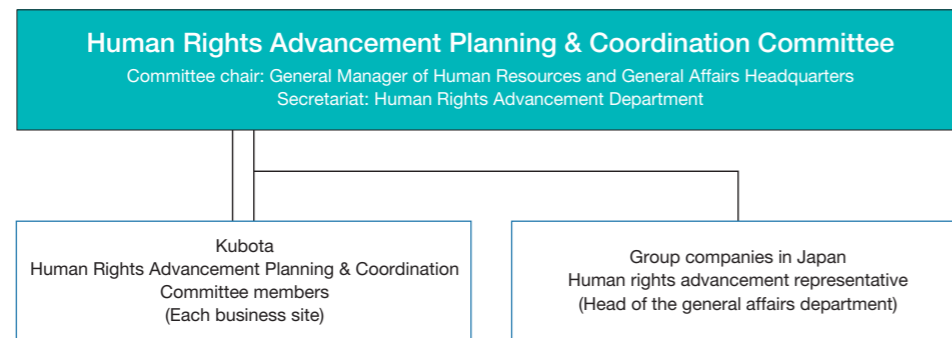 Human Rights Advancement Planning & Coordination Committee
Committee chair: General Manager of Human Resources and General Affairs Headquarters
Secretariat: Human Rights Advancement Department
Kubota
Human Rights Advancement Planning & Coordination
Committee members
(Each business site)
Group companies in Japan
Human rights advancement representative
(Head of the general affairs department)